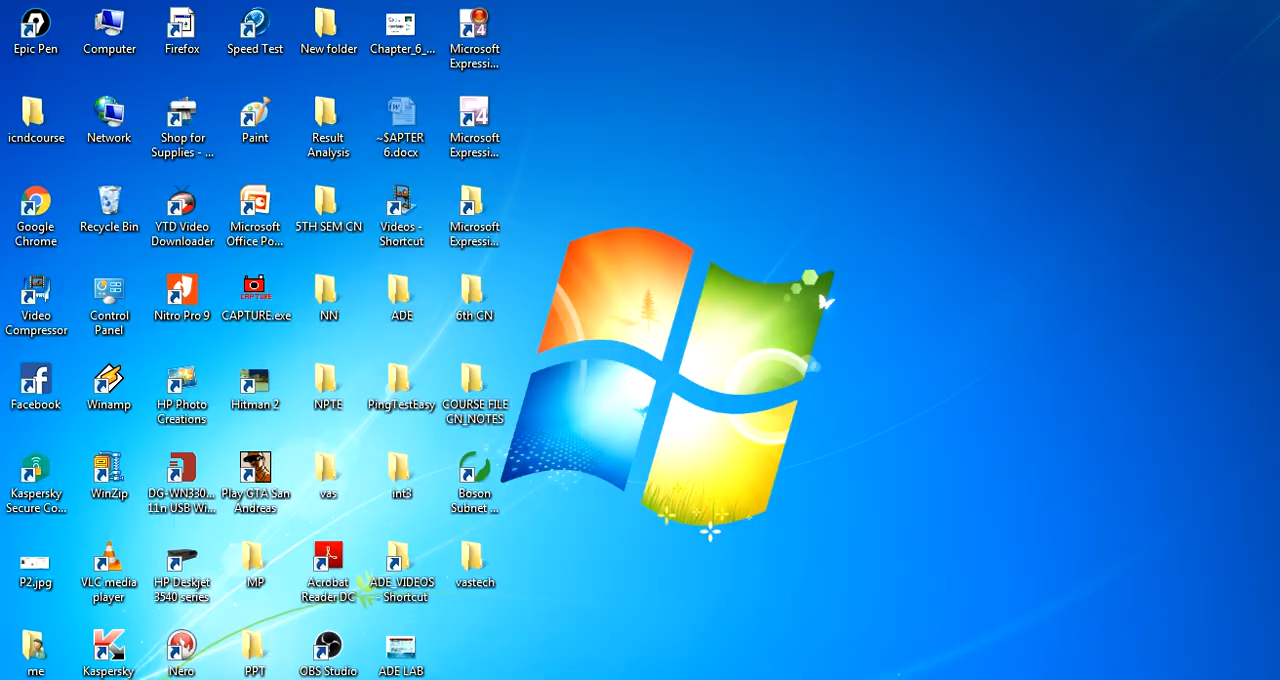 Epic Pen
Computer
Firefox
Speed Test
New folder
Chapter_6_...
Microsoft
Expressi...
icndcourse
Network
Shop for
Supplies - ...
Paint
Result
Analysis
~$APTER
6.docx
Microsoft
Expressi...
Google
Chrome
Recycle Bin
YTD Video
Downloader
Microsoft
Office Po...
5TH SEM CN
Videos -
Shortcut
Microsoft
Expressi...
Video
Compressor
Control
Panel
Nitro Pro 9
CAPTURE
CAPTURE.exe
NN
ADE
6th CN
Facebook
Winamp
HP Photo
Creations
Hitman 2
NPTE
PingTestEasy
COURSE FILE
CN_NOTES
Kaspersky
Secure Co...
WinZip
DG-WN330...
11n USB Wi...
Play GTA San
Andreas
vas
int3
Boson
Subnet ...
P2.jpg
VLC media
player
HP Deskjet
3540 series
MP
Acrobat
Reader DC
ADE_VIDEOS
- Shortcut
vastech
me
Kaspersky
Nero
PPT
OBS Studio
ADE LAB